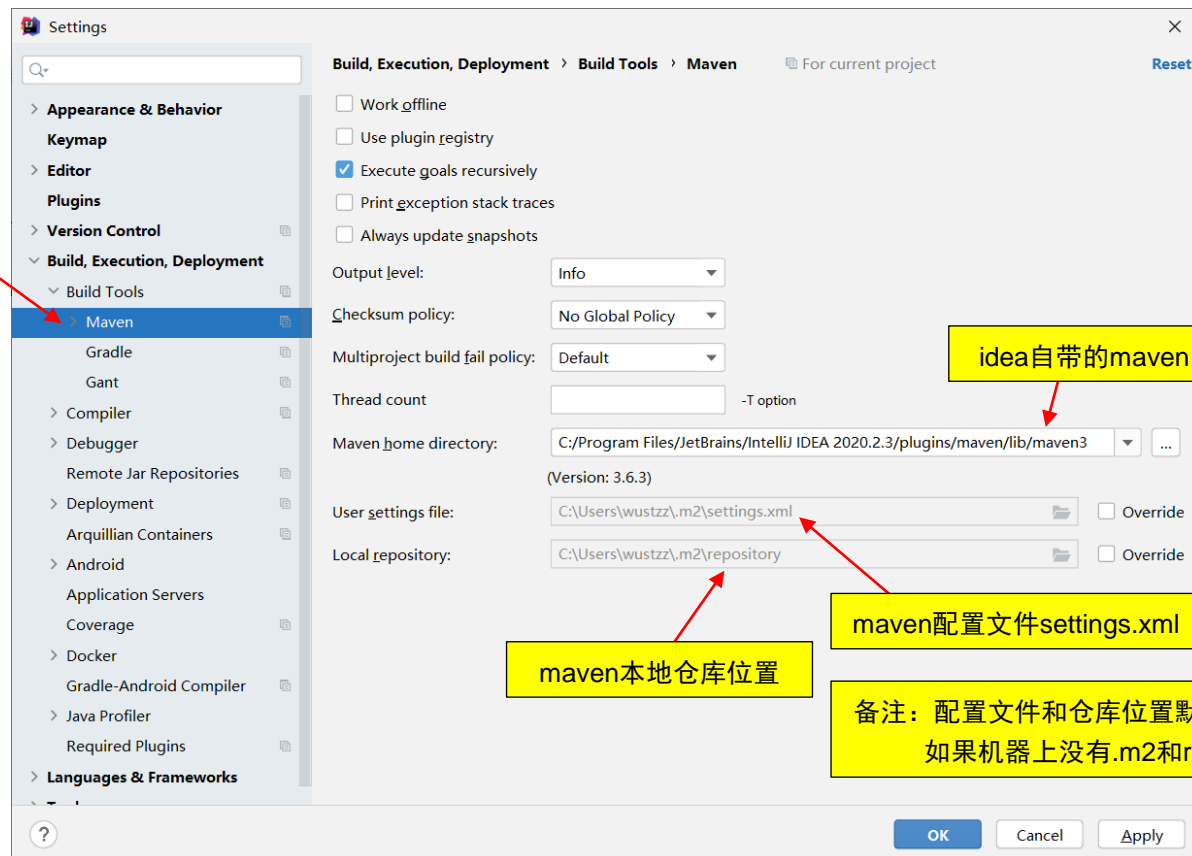 Settings
Appearance & Behavior
Keymap
Editor
Plugins
Version Control
Build, Execution, Deployment
Build Tools
Maven
Gradle
Gant
Compiler
Debugger
Remote Jar Repositories
Deployment
Arquillian Containers
Android
Application Servers
Coverage
Docker
Gradle-Android Compiler
Java Profiler
Required Plugins
Languages & Frameworks
Build, Execution, Deployment › Build Tools › Maven For current project Reset
Work offline
Use plugin registry
Execute goals recursively
Print exception stack traces
Always update snapshots
Output level: Info
Checksum policy: No Global Policy
Multiproject build fail policy: Default
Thread count -T option
idea自带的maven
Maven home directory: C:/Program Files/JetBrains/IntelliJ IDEA 2020.2.3/plugins/maven/lib/maven3 ...
(Version: 3.6.3)
User settings file: C:\Users\wustzz\.m2\settings.xml Override
Local repository: C:\Users\wustzz\.m2\repository Override
maven配置文件settings.xml
maven本地仓库位置
备注：配置文件和仓库位置默
如果机器上没有.m2和r
? OK Cancel Apply